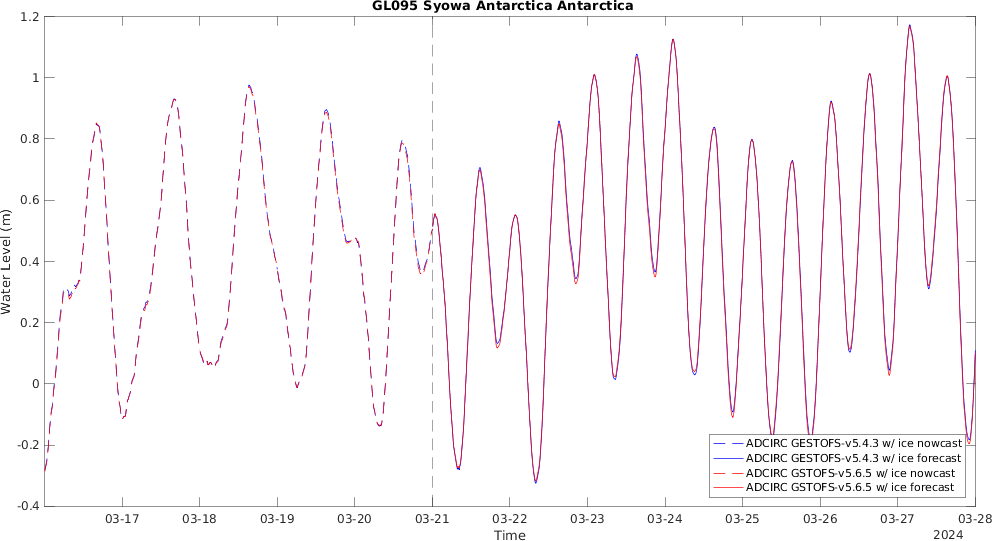 GL095 Syowa Antarctica Antarctica
1.2
1
0.8
0.6
0.4
0.2
0
-0.2
-0.4
Water Level (m)
ADCIRC GESTOFS-v5.4.3 w/ ice nowcast
ADCIRC GESTOFS-v5.4.3 w/ ice forecast
ADCIRC GSTOFS-v5.6.5 w/ ice nowcast
ADCIRC GSTOFS-v5.6.5 w/ ice forecast
03-17 03-18 03-19 03-20 03-21 03-22 03-23 03-24 03-25 03-26 03-27 03-28
Time
2024